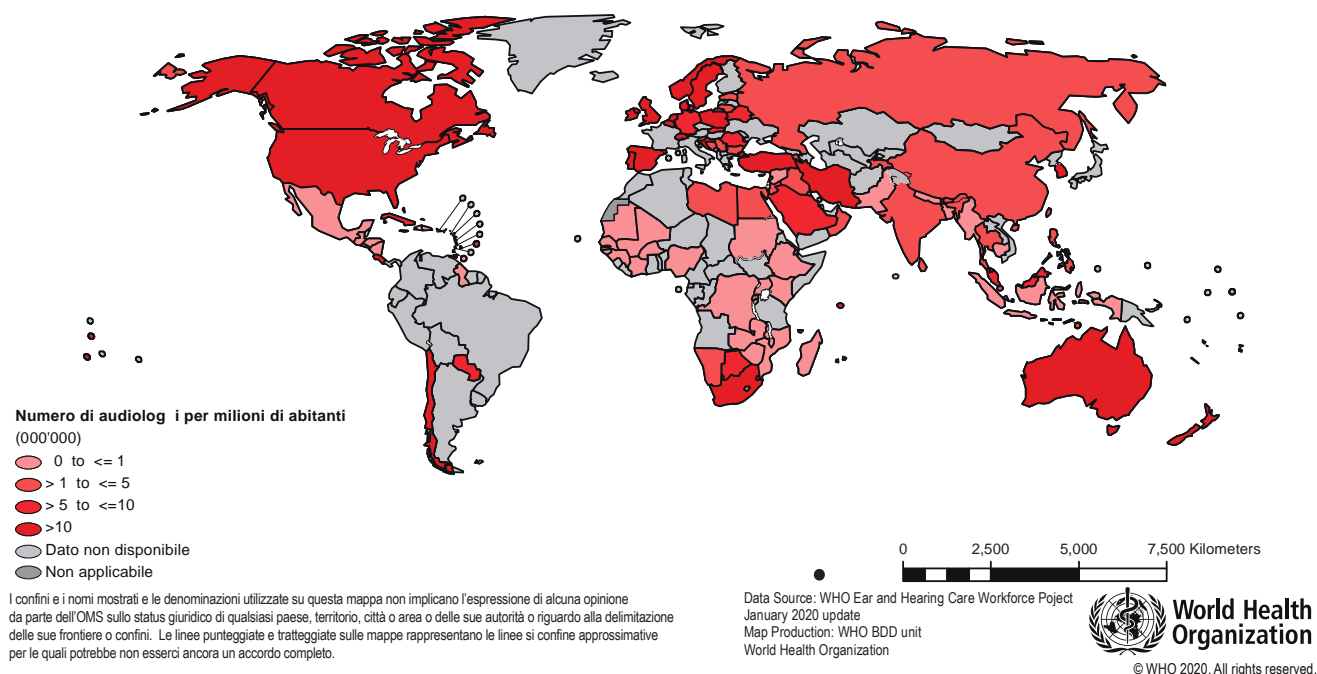 Numero di audiolog i per milioni di abitanti
(000'000)
0 to <= 1
> 1 to <= 5
> 5 to <=10
>10
Dato non disponibile
Non applicabile
I confini e i nomi mostrati e le denominazioni utilizzate su questa mappa non implicano l'espressione di alcuna opinione
da parte dell'OMS sullo status giuridico di qualsiasi paese, territorio, città o area o delle sue autorità o riguardo alla delimitazione
delle sue frontiere o confini. Le linee punteggiate e tratteggiate sulle mappe rappresentano le linee si confine approssimative
per le quali potrebbe non esserci ancora un accordo completo.
0 2,500 5,000 7,500 Kilometers
Data Source: WHO Ear and Hearing Care Workforce Poject
January 2020 update
Map Production: WHO BDD unit
World Health Organization
World Health
Organization
© WHO 2020. All rights reserved.